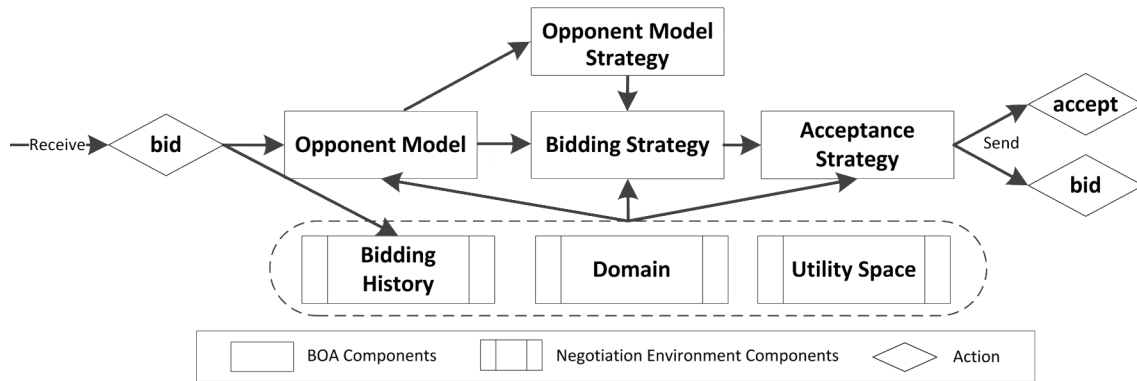 Opponent Model
Strategy
Receive
bid
Opponent Model
Bidding Strategy
Acceptance
Strategy
accept
Send
bid
Bidding
History
Domain
Utility Space
BOA Components
Negotiation Environment Components
Action